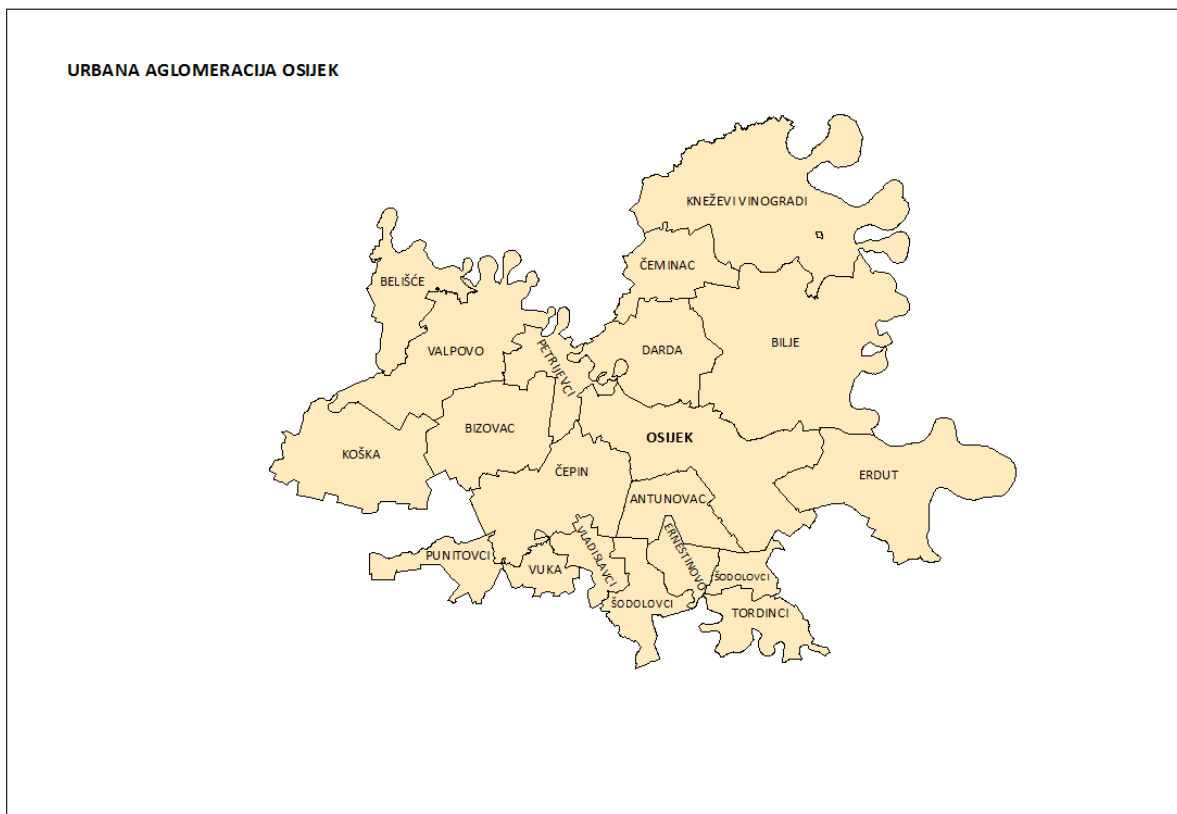 URBANA AGLOMERACIJA OSIJEK
KNEŽEVI VINOGRADI
ČEMINAC
BELIŠĆE
BILJE
VALPOVO
DARDA
PETRIJEVCI
BIZOVAC
OSIJEK
KOŠKA
ČEPIN
ERDUT
ANTUNOVAC
ERNESTINOVO
VLADISLAVCI
PUNITOVCI
VUKA
ŠODOLOVCI
ŠODOLOVCI
TORDINCI